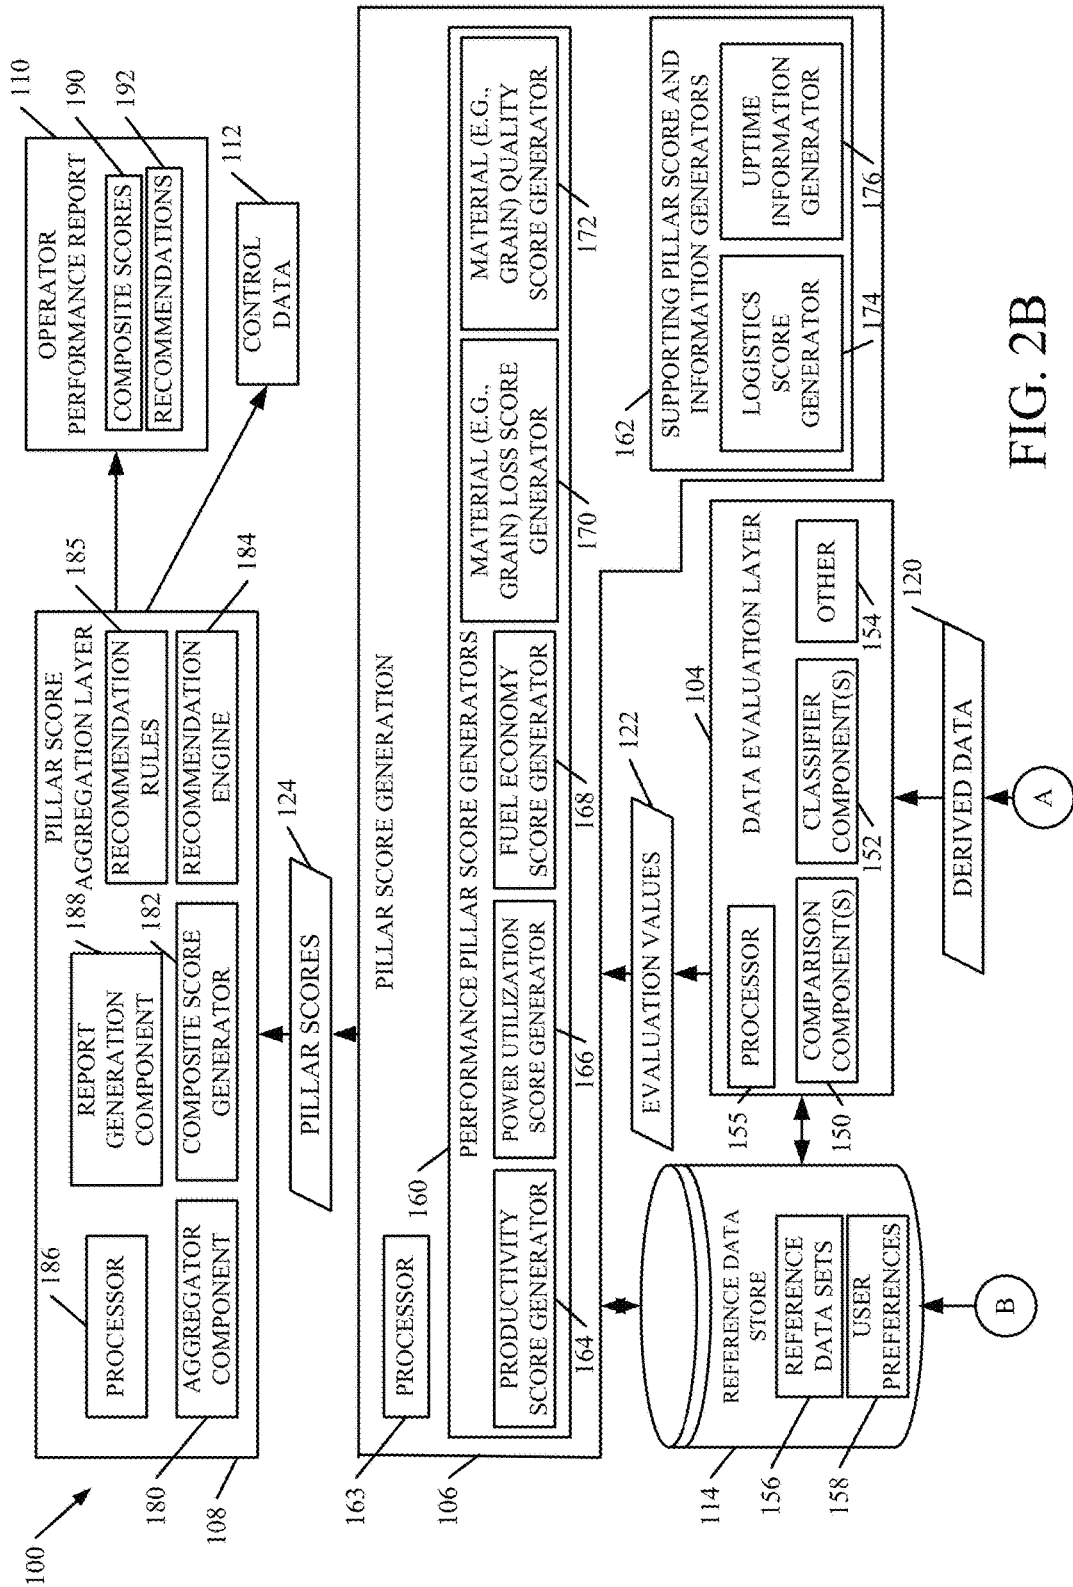 100
108
PILLAR SCORE
AGGREGATION LAYER
186
PROCESSOR
180
AGGREGATOR
COMPONENT
188
REPORT
GENERATION
COMPONENT
182
COMPOSITE SCORE
GENERATOR
RECOMMENDATION
RULES
185
RECOMMENDATION
ENGINE
184
OPERATOR
PERFORMANCE REPORT
110
COMPOSITE SCORES
190
RECOMMENDATIONS
192
CONTROL
DATA
112
PILLAR SCORES
124
PILLAR SCORE GENERATION
106
163
PROCESSOR
160
PERFORMANCE PILLAR SCORE GENERATORS
PRODUCTIVITY
SCORE GENERATOR
164
POWER UTILIZATION
SCORE GENERATOR
166
FUEL ECONOMY
SCORE GENERATOR
168
MATERIAL (E.G.,
GRAIN) LOSS SCORE
GENERATOR
170
MATERIAL (E.G.,
GRAIN) QUALITY
SCORE GENERATOR
172
162
SUPPORTING PILLAR SCORE AND
INFORMATION GENERATORS
LOGISTICS
SCORE
GENERATOR
174
UPTIME
INFORMATION
GENERATOR
176
EVALUATION VALUES
122
104
DATA EVALUATION LAYER
155
PROCESSOR
150
COMPARISON
COMPONENT(S)
152
CLASSIFIER
COMPONENT(S)
OTHER
154
114
REFERENCE DATA
STORE
156
REFERENCE
DATA SETS
158
USER
PREFERENCES
120
DERIVED DATA
B
A
FIG. 2B